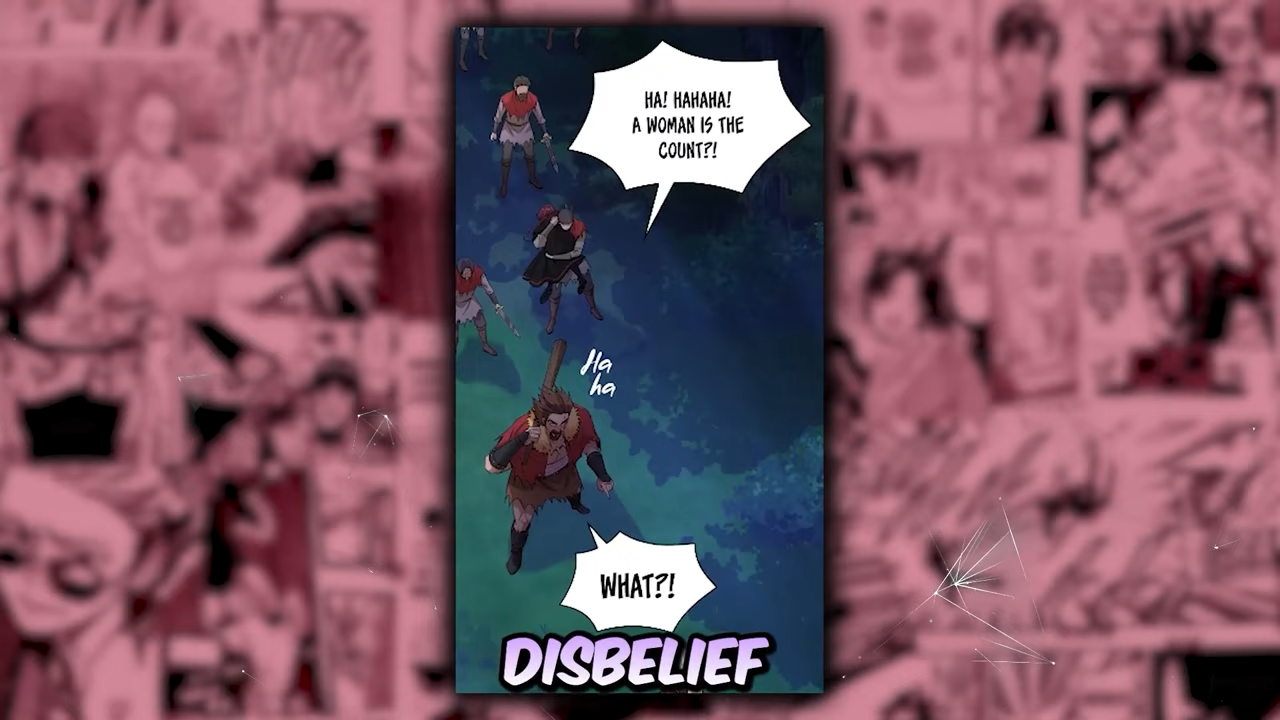 HA! HAHAHA!
A WOMAN IS THE
COUNT?!
Ha
ha
WHAT?!
DISBELIEF